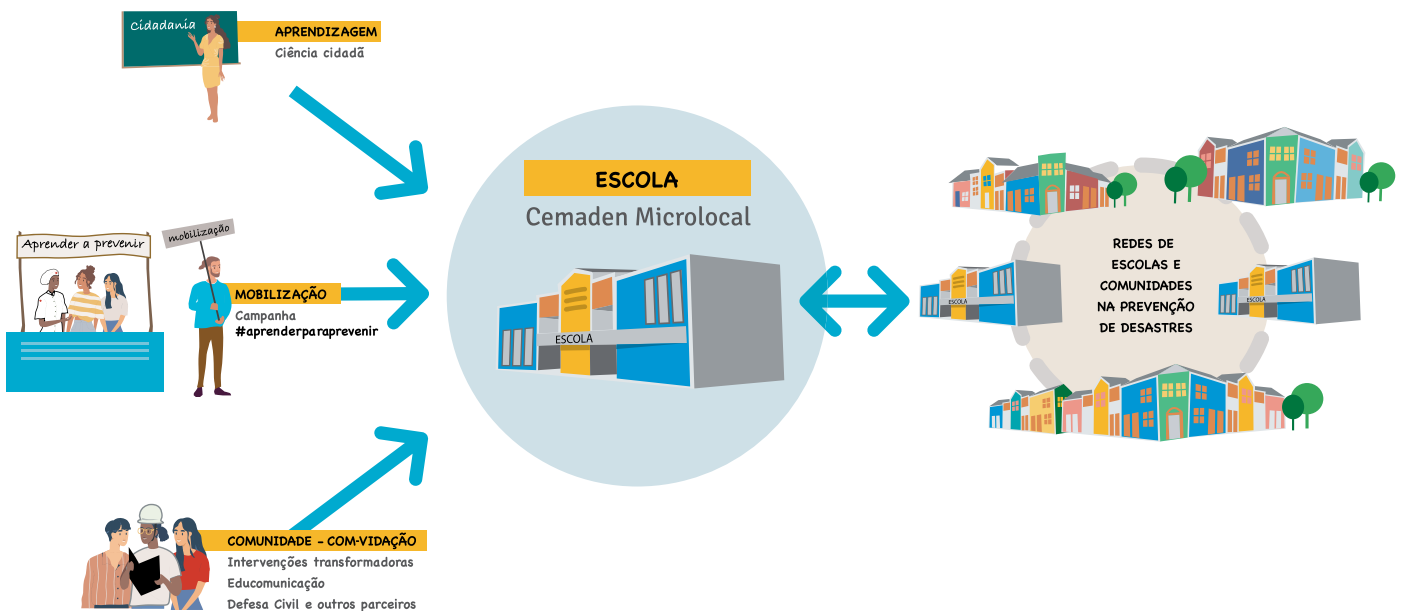 Cidadania
APRENDIZAGEM
Ciência cidadã
Aprender a prevenir
mobilização
MOBILIZAÇÃO
Campanha
#aprenderparaprevenir
COMUNIDADE - COM-VIDAÇÃO
Intervenções transformadoras
Educomunicação
Defesa Civil e outros parceiros
ESCOLA
Cemaden Microlocal
ESCOLA
REDES DE
ESCOLAS E
COMUNIDADES
NA PREVENÇÃO
DE DESASTRES
ESCOLA
ESCOLA